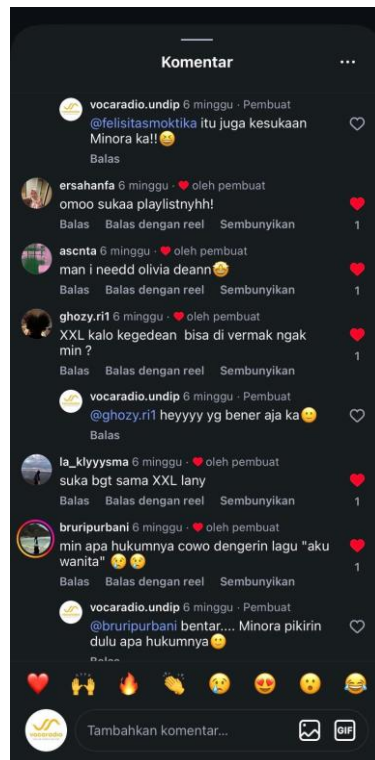 Komentar
vocaradio.undip 6 minggu · Pembuat
@felisitasmoktika itu juga kesukaan
Minora ka!!😆
Balas
ersahanfa 6 minggu · ❤️ oleh pembuat
omoo sukaa playlistnyhh!
Balas Balas dengan reel Sembunyikan
1
ascnta 6 minggu · ❤️ oleh pembuat
man i needd olivia deann🤩
Balas Balas dengan reel Sembunyikan
1
ghozy.ri1 6 minggu · ❤️ oleh pembuat
XXL kalo kegedean bisa di vermak ngak
min ?
1
Balas Balas dengan reel Sembunyikan
vocaradio.undip 6 minggu · Pembuat
@ghozy.ri1 heyyyy yg bener aja ka🙂
Balas
la_klyyysma 6 minggu · ❤️ oleh pembuat
suka bgt sama XXL lany
Balas Balas dengan reel Sembunyikan
1
bruripurbani 6 minggu · ❤️ oleh pembuat
min apa hukumnya cowo dengerin lagu "aku
wanita" 😢😢
1
Balas Balas dengan reel Sembunyikan
vocaradio.undip 6 minggu · Pembuat
@bruripurbani bentar.... Minora pikirin
dulu apa hukumnya🙂
Balas
❤️🙌🔥👏😢😍😮😂
vocaradio
Tambahkan komentar...
GIF